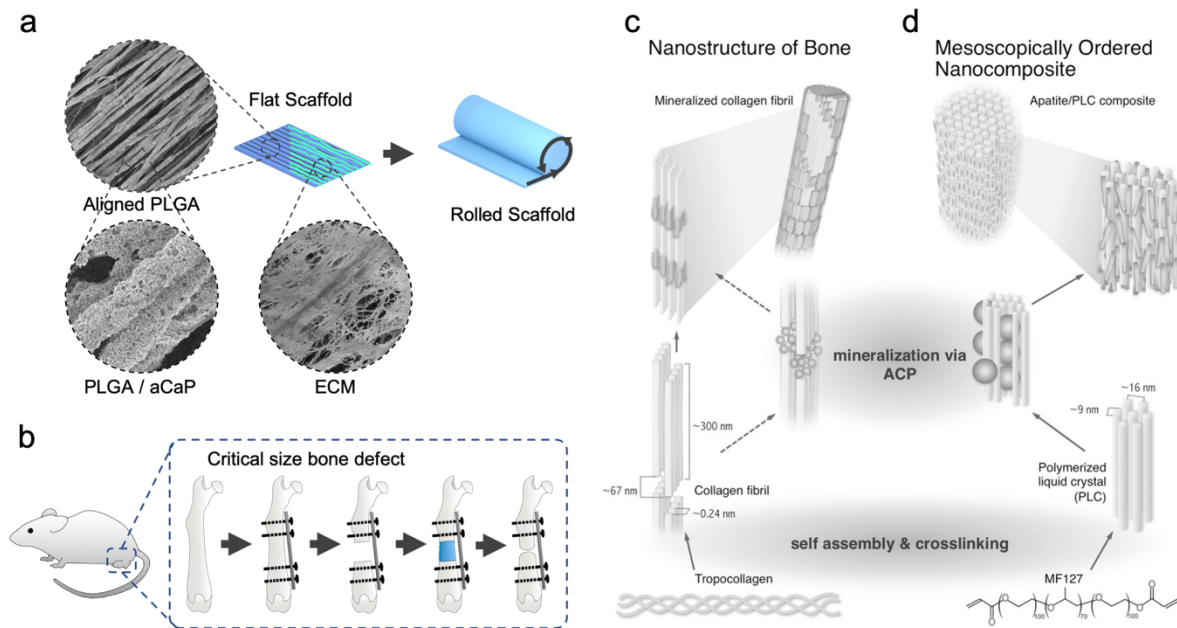 a
Flat Scaffold
Aligned PLGA
Rolled Scaffold
PLGA / aCaP
ECM
b
Critical size bone defect
c
Nanostructure of Bone
Mineralized collagen fibril
mineralization via
ACP
~300 nm
~67 nm
Collagen fibril
~0.24 nm
self assembly & crosslinking
Tropocollagen
d
Mesoscopically Ordered
Nanocomposite
Apatite/PLC composite
~16 nm
~9 nm
Polymerized
liquid crystal
(PLC)
MF127
O O O O O O
100 70 100